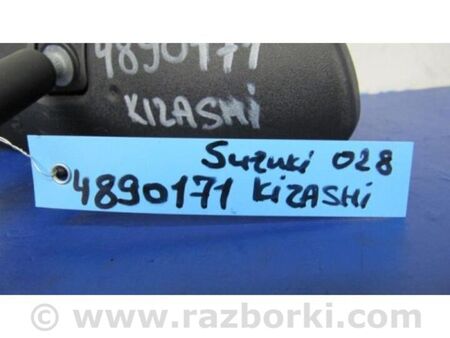 4890171
KIZASHI
Suzuki 028
4890171 KIZASHI
© www.razborki.com